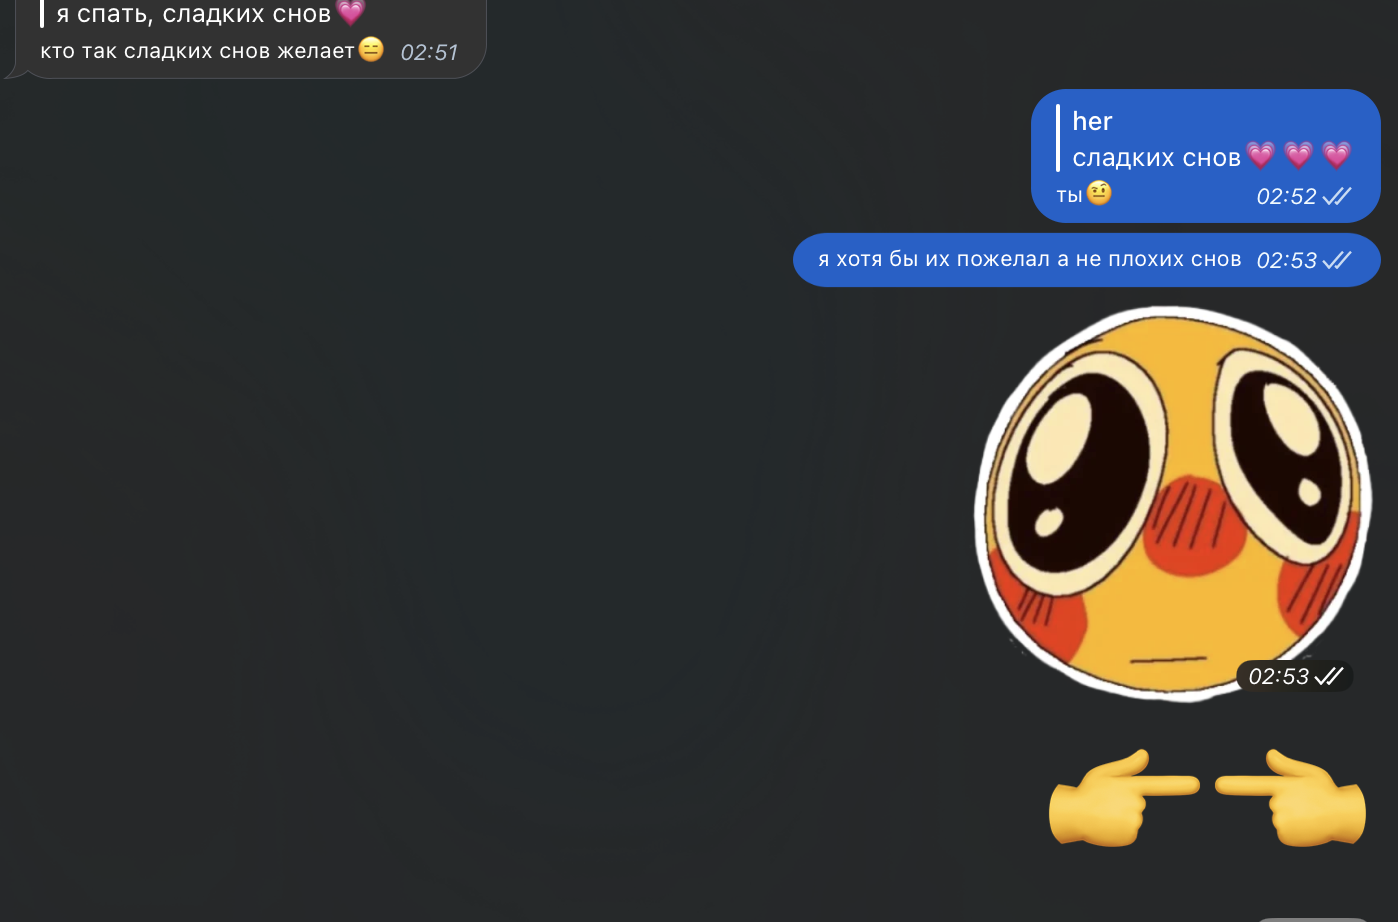 я спать, сладких снов💗
кто так сладких снов желает😑 02:51
her
сладких снов💗💗💗
ты🤨 02:52
я хотя бы их пожелал а не плохих снов 02:53
02:53